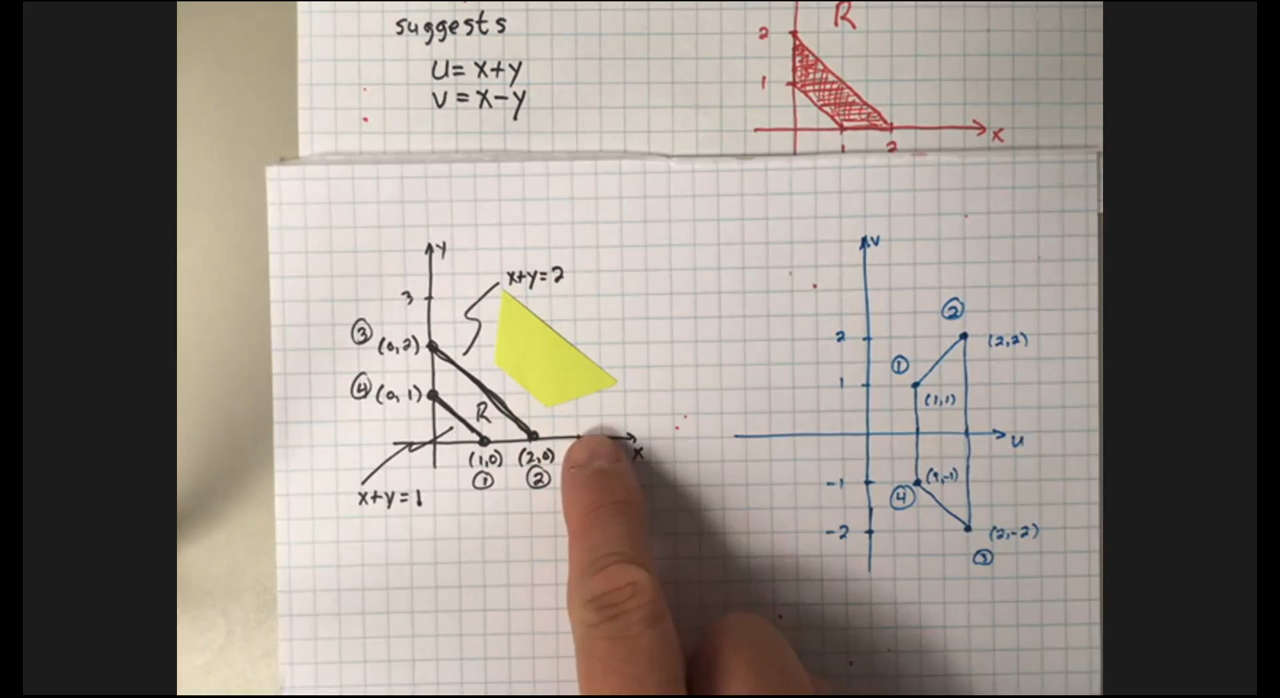 suggests
u = x+y
v = x-y
R
2
1
1
2
x
y
3
x+y=2
③ (0,2)
④ (0,1)
R
(1,0)
(2,0)
①
②
x
x+y=1
v
②
2
(2,2)
①
1
(1,1)
u
-1
(1,-1)
④
-2
(2,-2)
③